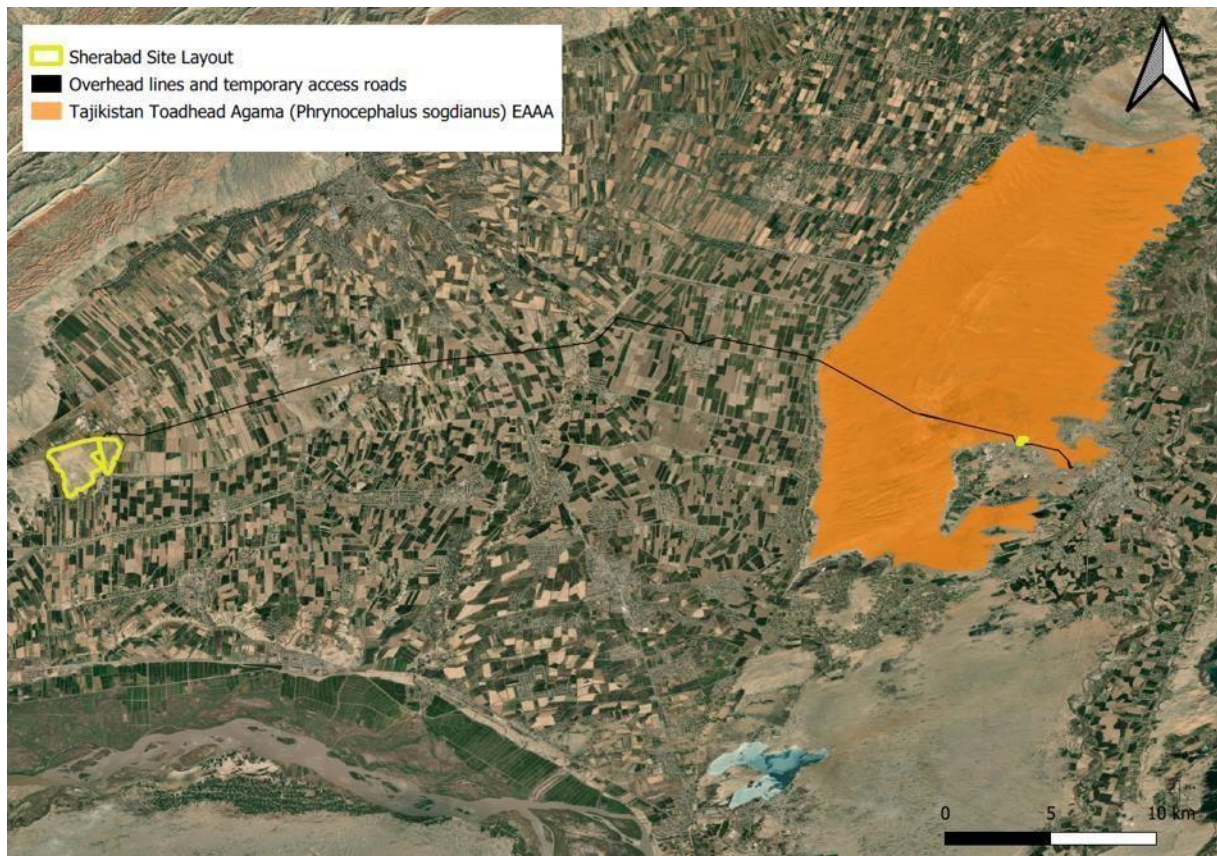 Sherabad Site Layout
Overhead lines and temporary access roads
Tajikistan Toadhead Agama (Phrynocephalus sogdianus) EAAA
0 5 10 km